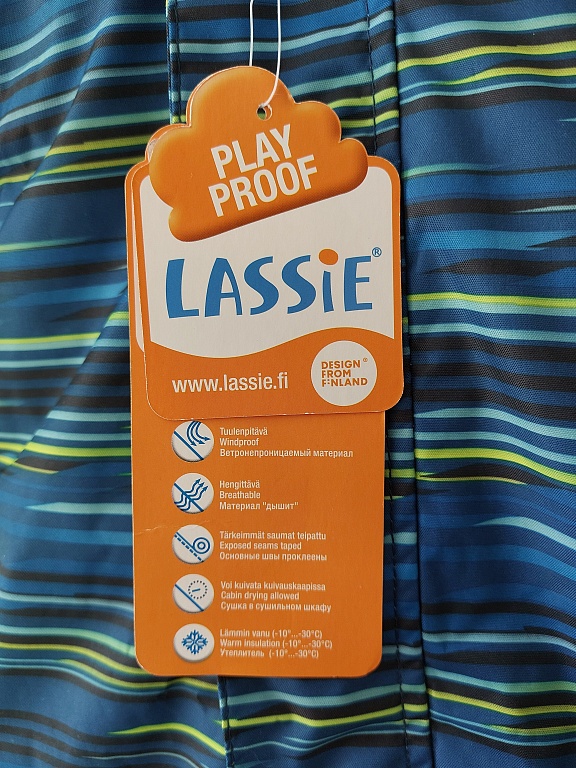 PLAY
PROOF
LASSiE®
www.lassie.fi
DESIGN ®
FROM
FINLAND
Tuulenpitävä
Windproof
Ветронепроницаемый материал
Hengittävä
Breathable
Материал "дышит"
Tärkeimmät saumat teipattu
Exposed seams taped
Основные швы проклеены
Voi kuivata kuivauskaapissa
Cabin drying allowed
Сушка в сушильном шкафу
Lämmin vanu (-10°...-30°C)
Warm insulation (-10°...-30°C)
Утеплитель (-10°...-30°C)